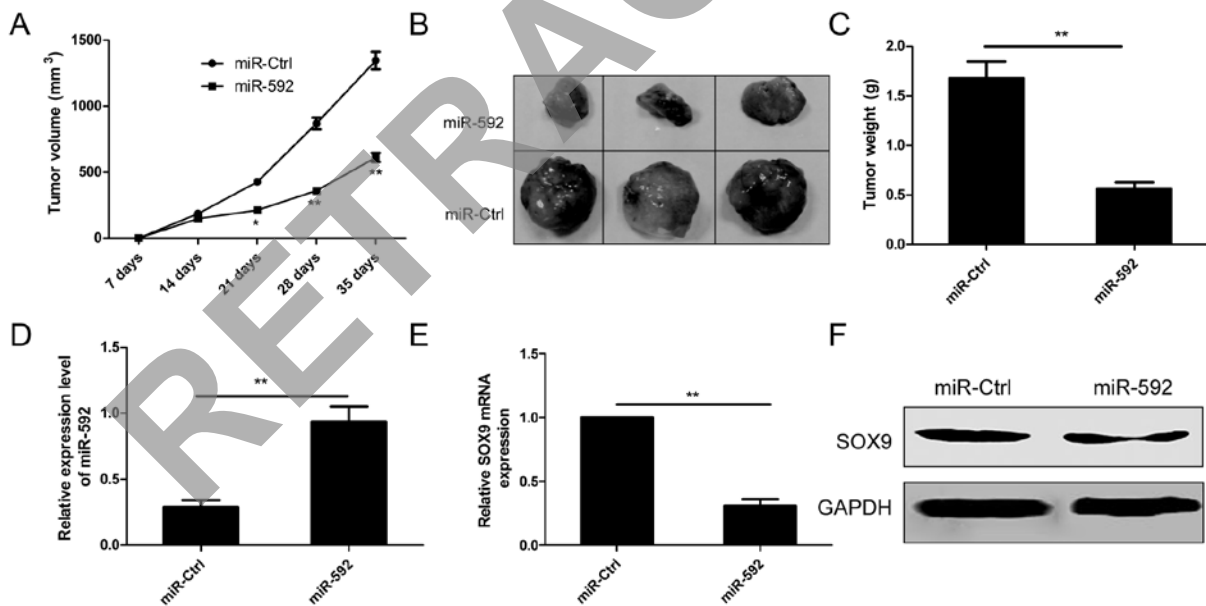 A
Tumor volume (mm³)
1500
1000
500
0
miR-Ctrl
miR-592
*
**
**
7 days
14 days
21 days
28 days
35 days
B
miR-592
miR-Ctrl
C
Tumor weight (g)
2.0
1.5
1.0
0.5
0.0
**
miR-Ctrl
miR-592
D
Relative expression level
of miR-592
1.5
1.0
0.5
0.0
**
miR-Ctrl
miR-592
E
Relative SOX9 mRNA
expression
1.5
1.0
0.5
0.0
**
miR-Ctrl
miR-592
F
miR-Ctrl miR-592
SOX9
GAPDH